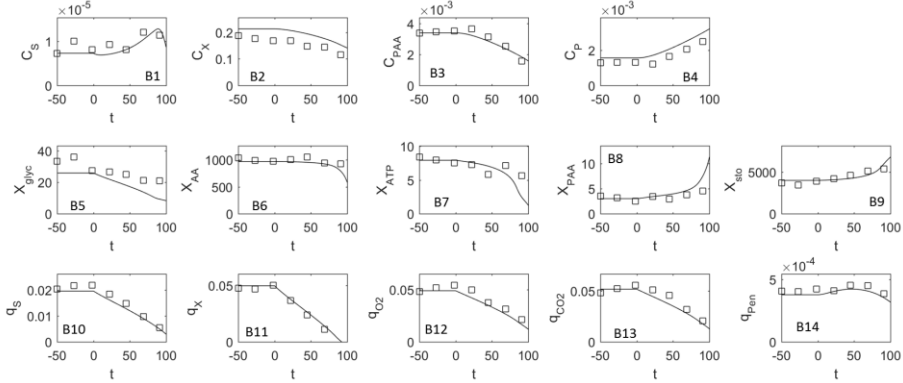 ×10⁻⁵ ×10⁻³ ×10⁻³
C_S 1 0 -50 0 50 100 t B1
C_X 0.2 0.1 0 -50 0 50 100 t B2
C_PAA 4 2 0 -50 0 50 100 t B3
C_P 2 0 -50 0 50 100 t B4
X_glyc 40 20 0 -50 0 50 100 t B5
X_AA 1000 500 0 -50 0 50 100 t B6
X_ATP 10 5 0 -50 0 50 100 t B7
X_PAA 10 5 0 -50 0 50 100 t B8
X_sto 5000 0 -50 0 50 100 t B9
q_S 0.02 0.01 0 -50 0 50 100 t B10
q_X 0.05 0 -50 0 50 100 t B11
q_O2 0.05 0 -50 0 50 100 t B12
q_CO2 0.05 0 -50 0 50 100 t B13
×10⁻⁴
q_Pen 5 0 -50 0 50 100 t B14